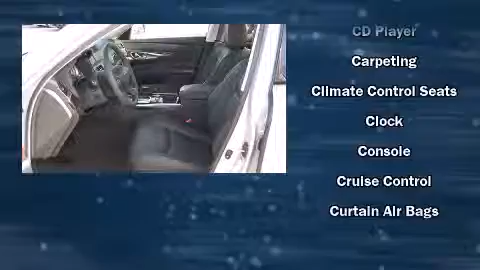 CD Player
Carpeting
Climate Control Seats
Clock
Console
Cruise Control
Curtain Air Bags